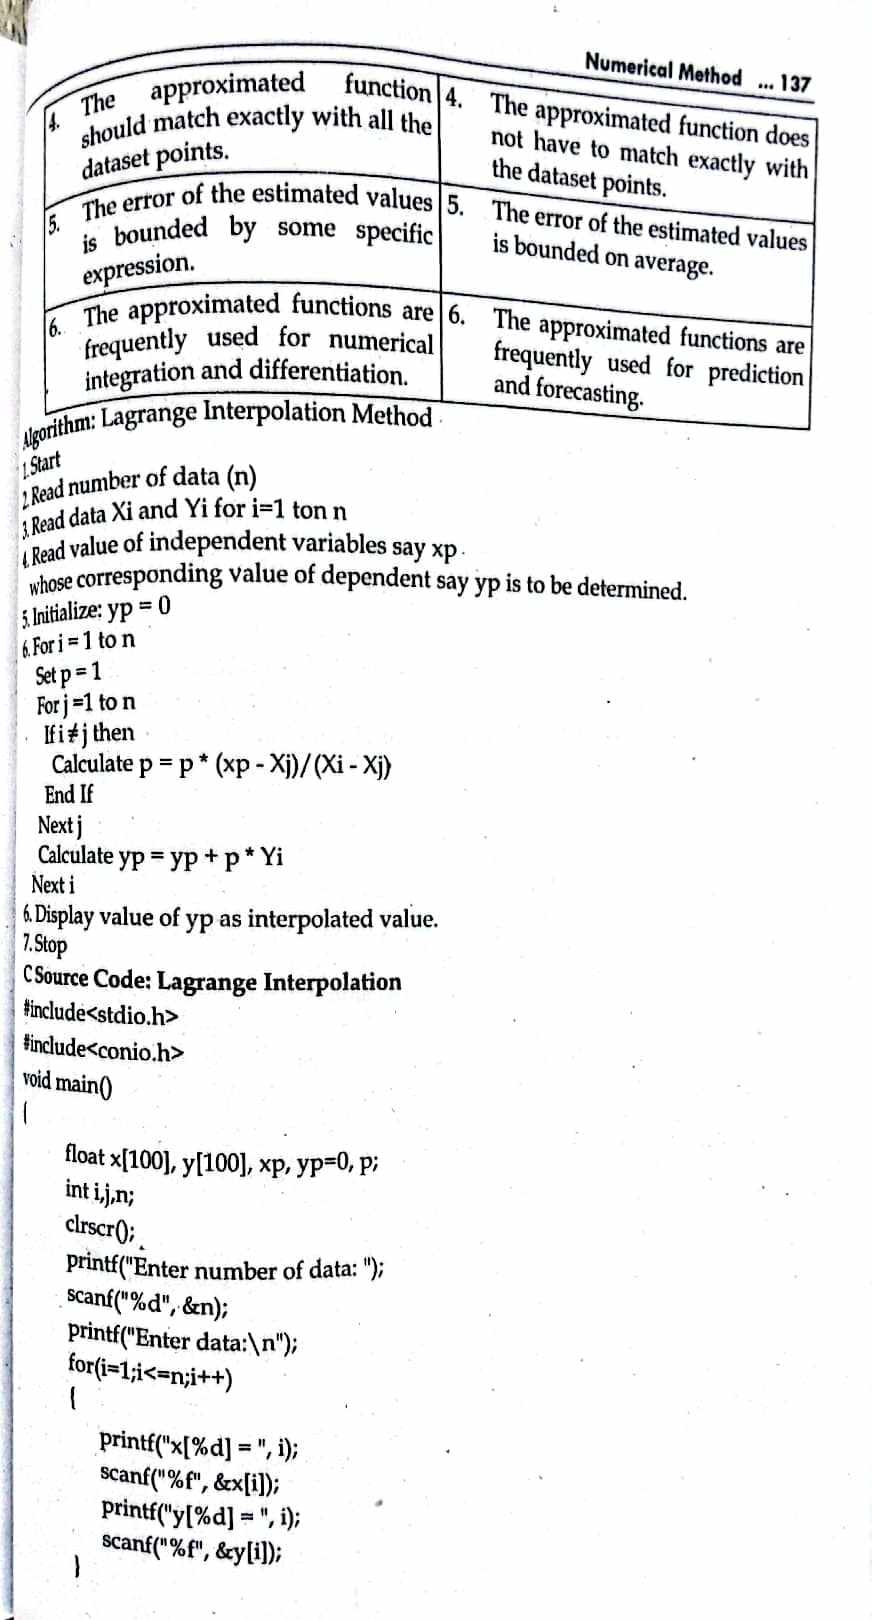 Numerical Method ... 137
4. The approximated function
should match exactly with all the
dataset points.
4. The approximated function does
not have to match exactly with
the dataset points.
5. The error of the estimated values
is bounded by some specific
expression.
5. The error of the estimated values
is bounded on average.
6. The approximated functions are
frequently used for numerical
integration and differentiation.
6. The approximated functions are
frequently used for prediction
and forecasting.
Algorithm: Lagrange Interpolation Method
1. Start
2. Read number of data (n)
3. Read data Xi and Yi for i=1 ton n
4. Read value of independent variables say xp
whose corresponding value of dependent say yp is to be determined.
5. Initialize: yp = 0
6. For i = 1 to n
Set p = 1
For j =1 to n
If i ≠ j then
Calculate p = p * (xp - Xj)/(Xi - Xj)
End If
Next j
Calculate yp = yp + p * Yi
Next i
6. Display value of yp as interpolated value.
7. Stop
C Source Code: Lagrange Interpolation
#include<stdio.h>
#include<conio.h>
void main()
{
float x[100], y[100], xp, yp=0, p;
int i,j,n;
clrscr();
printf("Enter number of data: ");
scanf("%d", &n);
printf("Enter data:\n");
for(i=1;i<=n;i++)
{
printf("x[%d] = ", i);
scanf("%f", &x[i]);
printf("y[%d] = ", i);
scanf("%f", &y[i]);
}